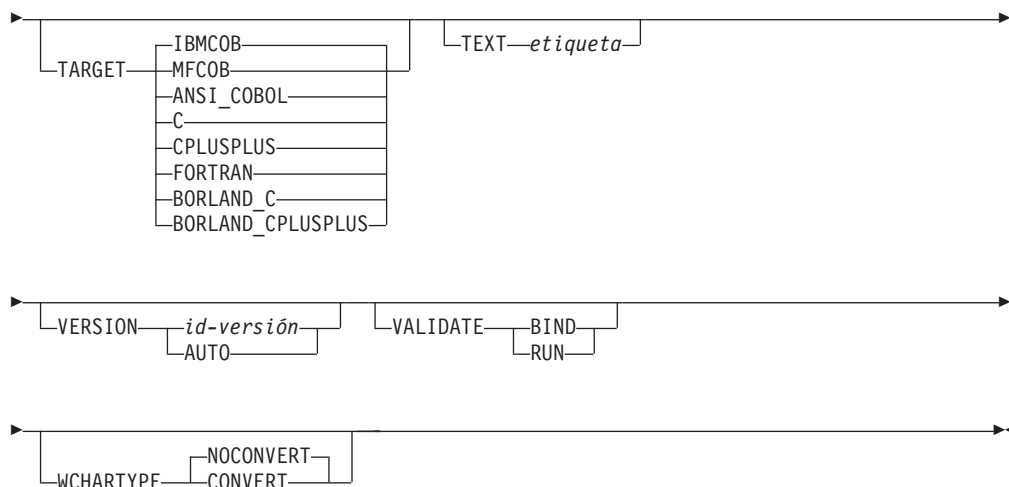 IBMCOB
TEXT etiqueta
TARGET MFCOB
ANSI_COBOL
C
CPLUSPLUS
FORTRAN
BORLAND_C
BORLAND_CPLUSPLUS
VERSION id-versión VALIDATE BIND
AUTO RUN
NOCONVERT
WCHARTYPE CONVERT